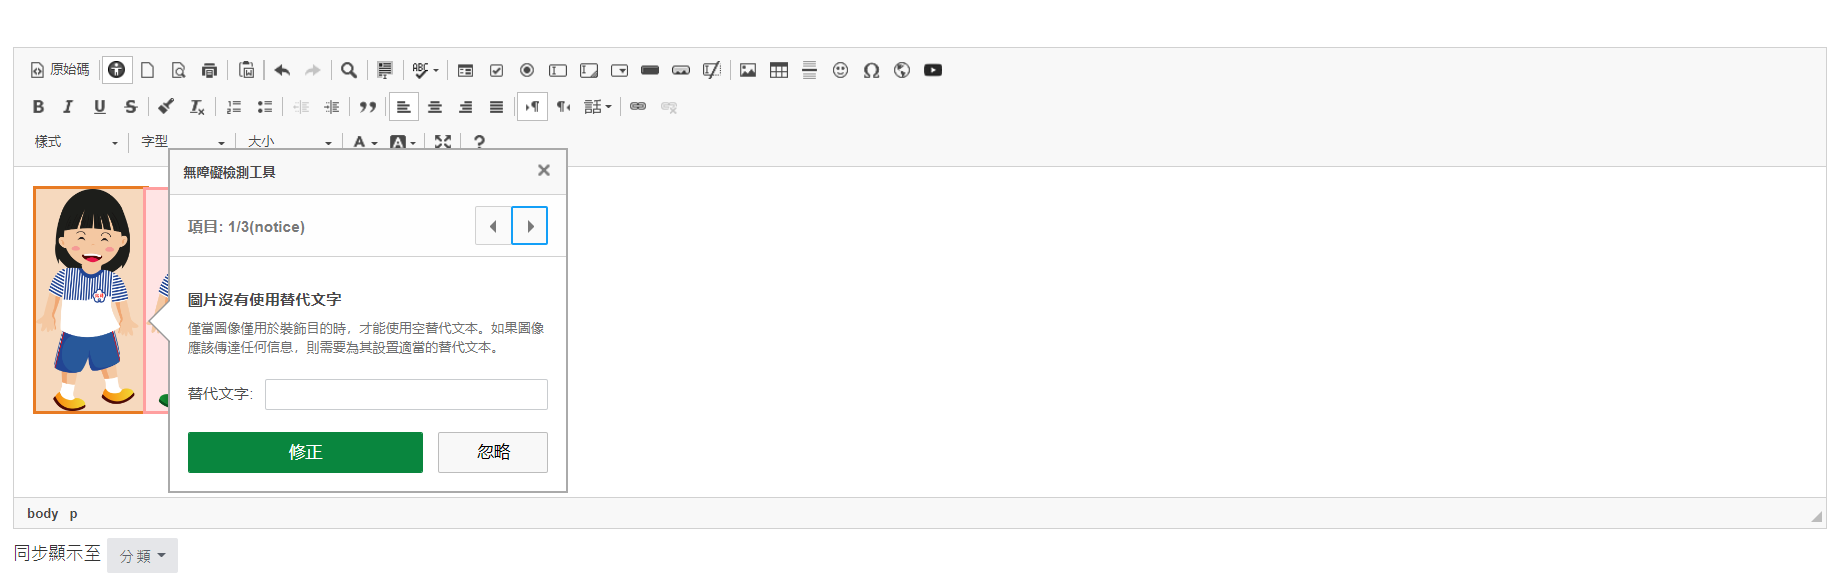 原始碼
ABC
B I U S Ix
話
樣式 字型 大小 A A ?
無障礙檢測工具
項目: 1/3(notice)
圖片沒有使用替代文字
僅當圖像僅用於裝飾目的時，才能使用空替代文本。如果圖像
應該傳達任何信息，則需要為其設置適當的替代文本。
替代文字:
修正 忽略
body p
同步顯示至 分類